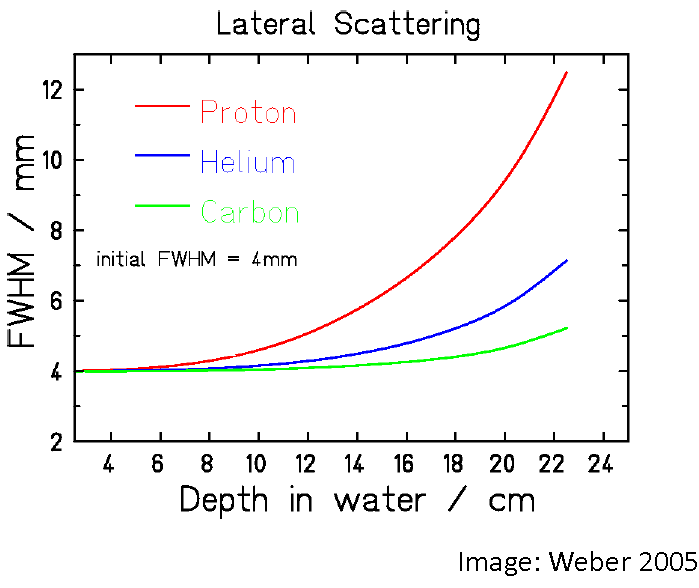 Lateral Scattering
FWHM / mm
12
10
8
6
4
2
Proton
Helium
Carbon
initial FWHM = 4mm
4 6 8 10 12 14 16 18 20 22 24
Depth in water / cm
Image: Weber 2005